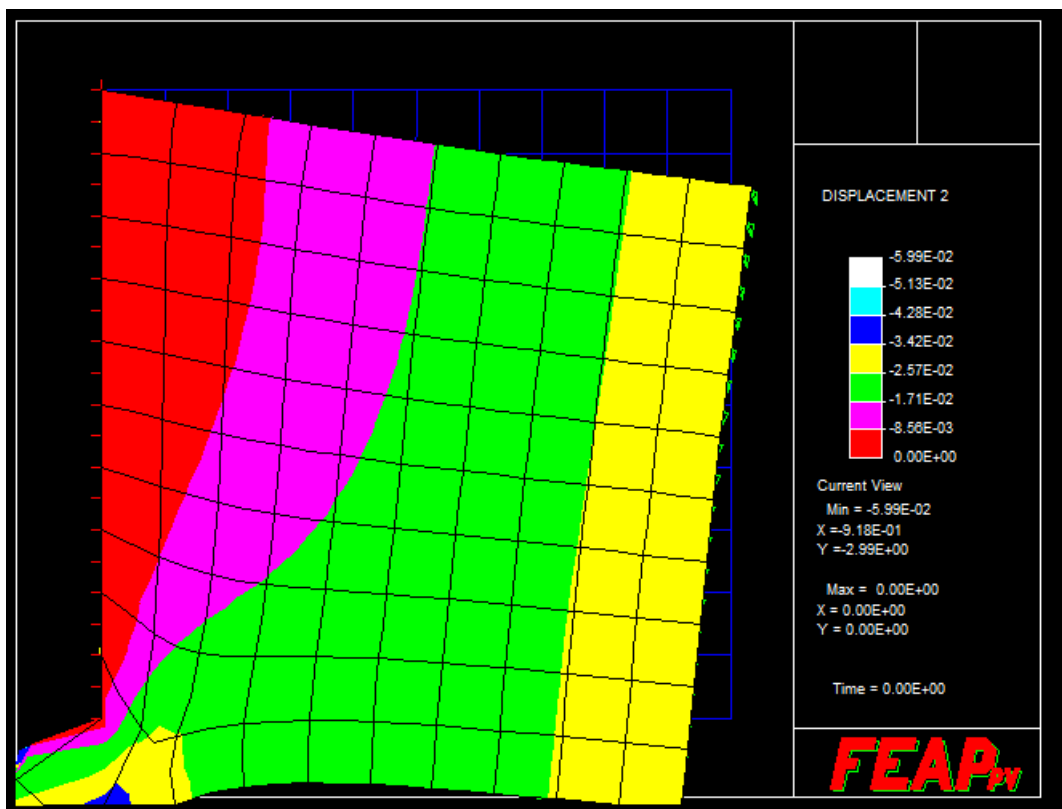 DISPLACEMENT 2
-5.99E-02
-5.13E-02
-4.28E-02
-3.42E-02
-2.57E-02
-1.71E-02
-8.56E-03
0.00E+00
Current View
Min = -5.99E-02
X =-9.18E-01
Y =-2.99E+00
Max = 0.00E+00
X = 0.00E+00
Y = 0.00E+00
Time = 0.00E+00
FEAPpv